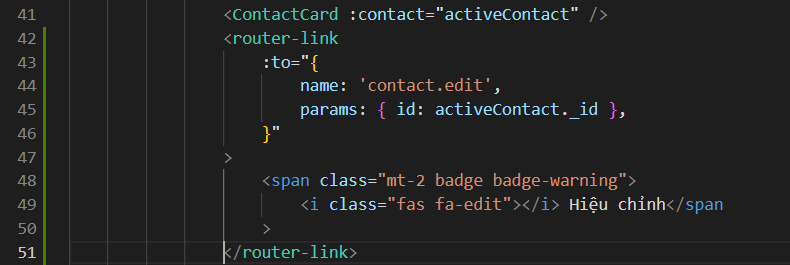 41 <ContactCard :contact="activeContact" />
42 <router-link
43 :to="{
44 name: 'contact.edit',
45 params: { id: activeContact._id },
46 }"
47 >
48 <span class="mt-2 badge badge-warning">
49 <i class="fas fa-edit"></i> Hiệu chỉnh</span
50 >
51 </router-link>